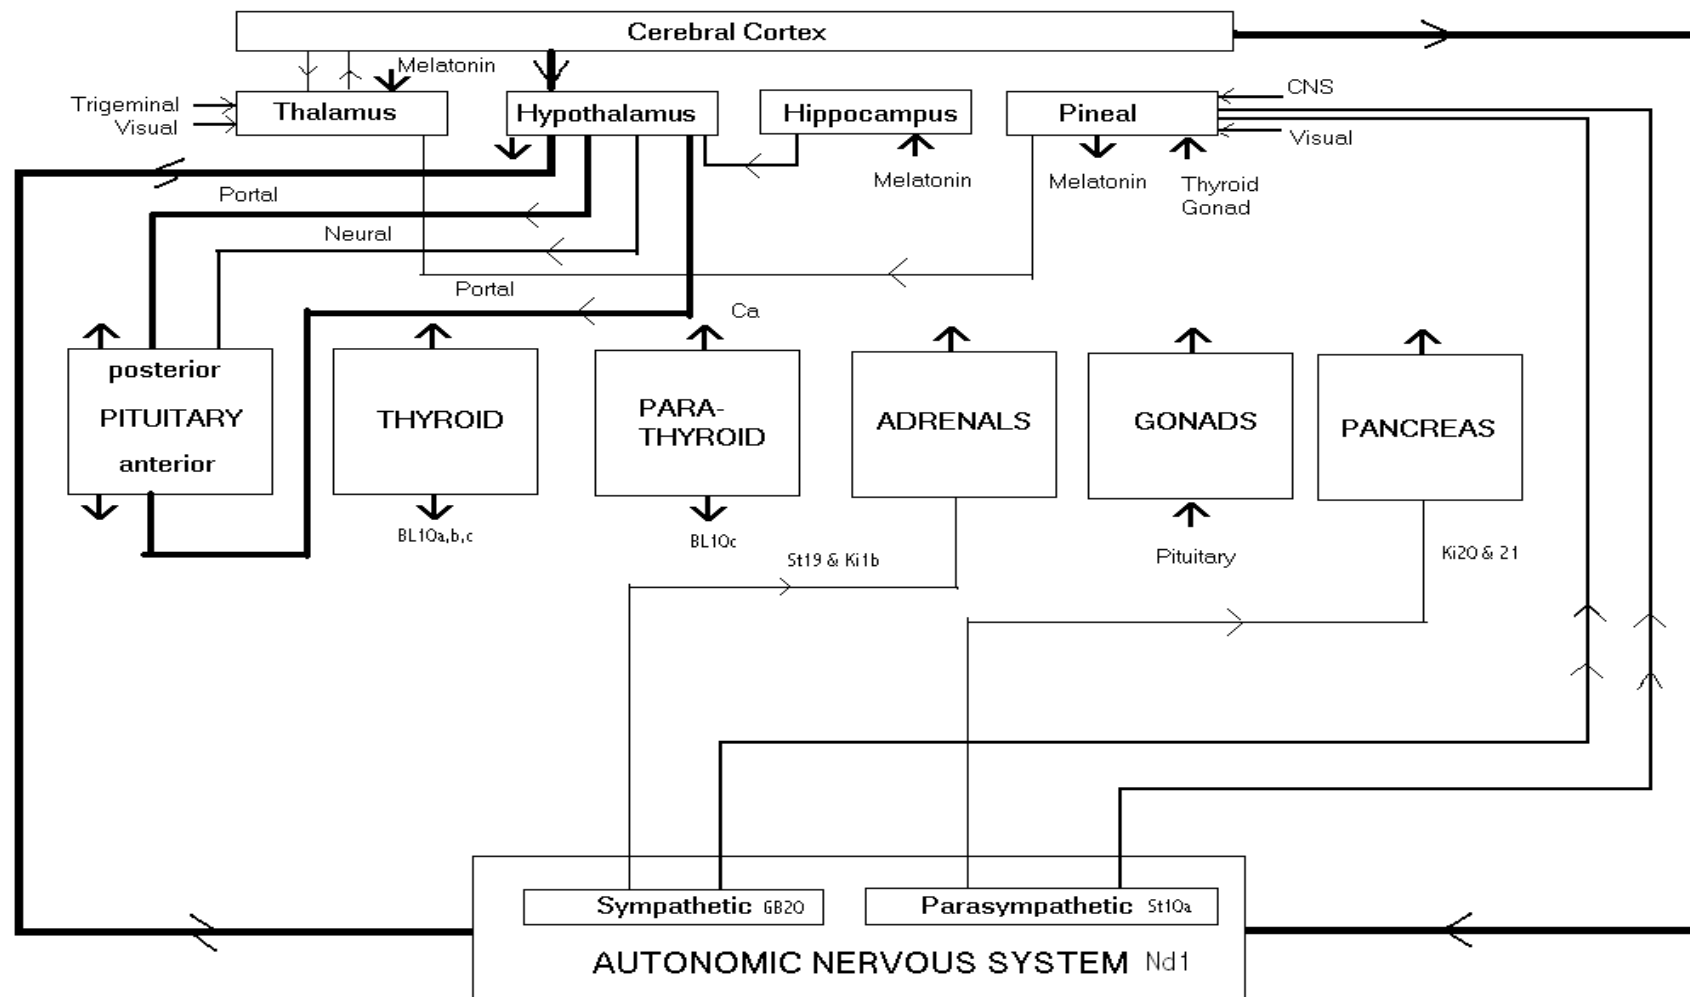 Cerebral Cortex
Melatonin
Trigeminal
Visual
Thalamus
Hypothalamus
Hippocampus
Pineal
CNS
Visual
Melatonin
Melatonin
Thyroid
Gonad
Portal
Neural
Portal
Ca
posterior
PITUITARY
anterior
THYROID
PARA-
THYROID
ADRENALS
GONADS
PANCREAS
BL10a,b,c
BL10c
St19 & Ki1b
Pituitary
Ki20 & 21
Sympathetic GB20
Parasympathetic St10a
AUTONOMIC NERVOUS SYSTEM Nd1